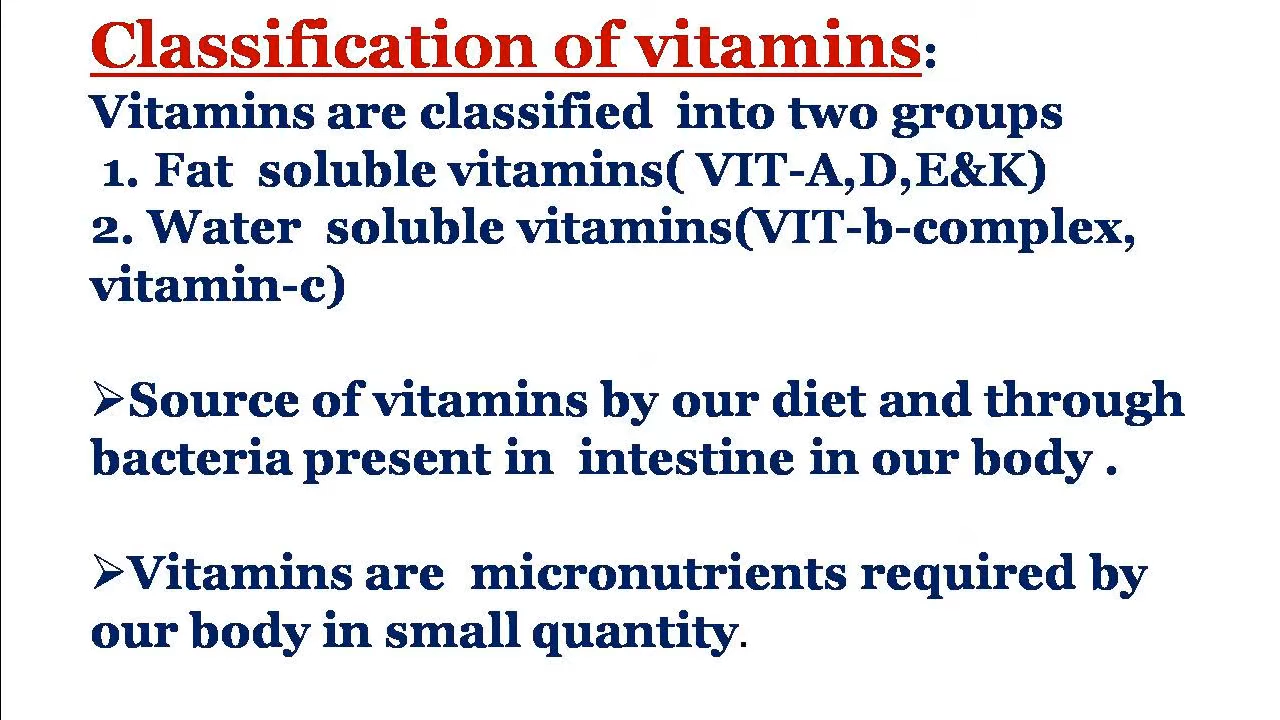 Classification of vitamins:
Vitamins are classified into two groups
1. Fat soluble vitamins( VIT-A,D,E&K)
2. Water soluble vitamins(VIT-b-complex,
vitamin-c)
➢Source of vitamins by our diet and through
bacteria present in intestine in our body .
➢Vitamins are micronutrients required by
our body in small quantity.